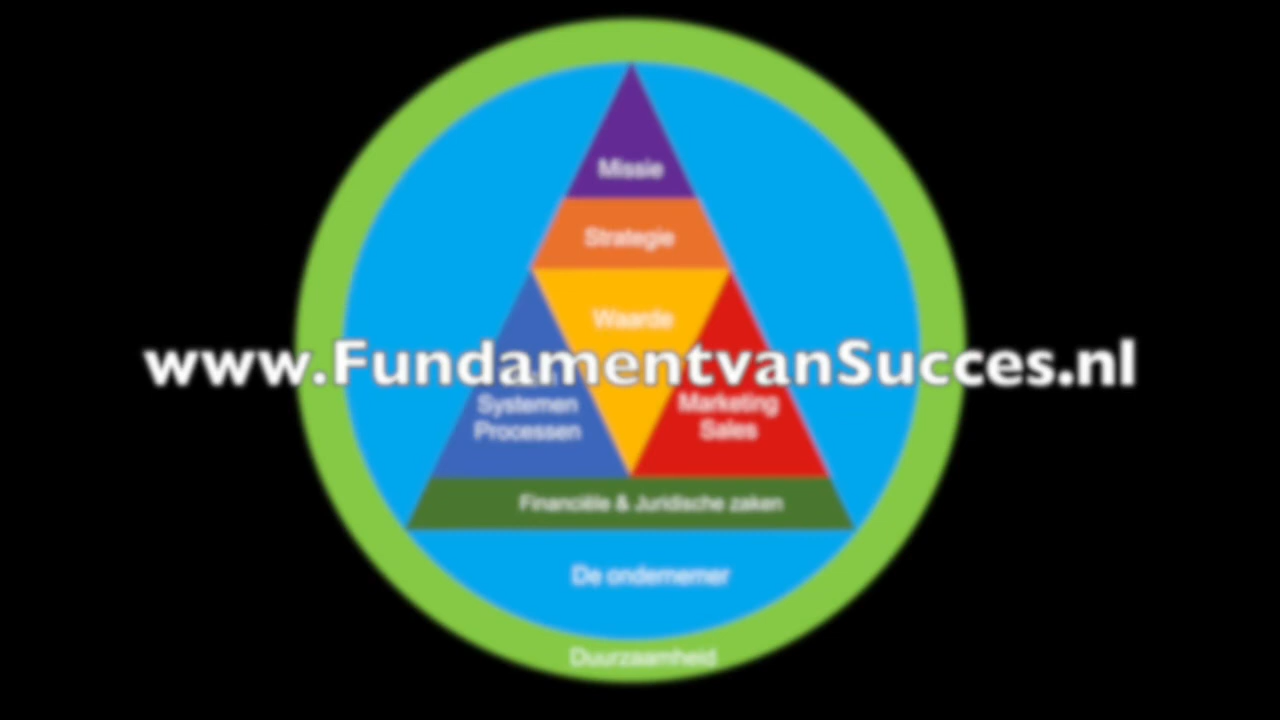 Missie
Strategie
Waarde
www.FundamentvanSucces.nl
Systemen
Processen
Marketing
Sales
Financiële & Juridische zaken
De ondernemer
Duurzaamheid